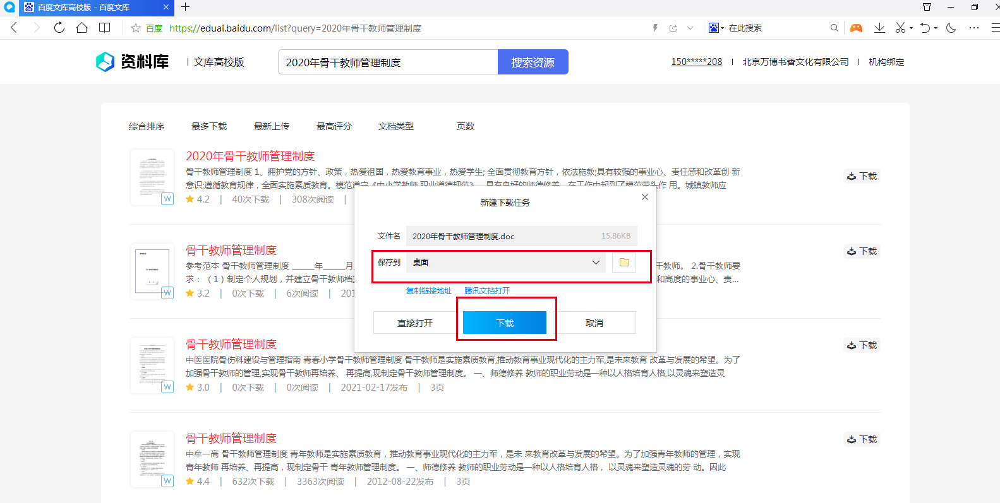 百度文库高校版 - 百度文库
百度 https://eduai.baidu.com/list?query=2020年骨干教师管理制度
在此搜索
资料库
文库高校版
2020年骨干教师管理制度
搜索资源
150*****208
北京万博书香文化有限公司
机构绑定
综合排序 最多下载 最新上传 最高评分 文档类型 页数
2020年骨干教师管理制度
骨干教师管理制度 1、拥护党的方针、政策，热爱祖国，热爱教育事业，热爱学生; 全面贯彻教育方针，依法施教;具有较强的事业心、责任感和改革创 新
意识;遵循教育规律，全面实施素质教育。模范遵守《中小学教师 职业道德规范》，具有良好的师德修养，在工作中起到了模范带头作 用。城镇教师应
W
4.2 | 40次下载 | 308次阅读 |
下载
骨干教师管理制度
参考范本 骨干教师管理制度 ______年______月
干教师。 2.骨干教师要
求：（1）制定个人规划，并建立骨干教师档
和高度的事业心、责...
W
3.2 | 0次下载 | 6次阅读 | 201
下载
新建下载任务
文件名 2020年骨干教师管理制度.doc 15.86KB
保存到 桌面
复制链接地址 腾讯文档打开
直接打开 下载 取消
骨干教师管理制度
中医医院骨伤科建设与管理指南 青春小学骨干教师管理制度 骨干教师是实施素质教育,推动教育事业现代化的主力军,是未来教育 改革与发展的希望。为了
加强骨干教师的管理,实现骨干教师再培养、 再提高,现制定骨干教师管理制度。 一、师德修养 教师的职业劳动是一种以人格培育人格,以灵魂来塑造灵
W
3.0 | 0次下载 | 0次阅读 | 2021-02-17发布 | 3页
下载
骨干教师管理制度
中牟一高 骨干教师管理制度 青年教师是实施素质教育，推动教育事业现代化的主力军，是未 来教育改革与发展的希望。为了加强青年教师的管理，实现
青年教师 再培养、再提高，现制定骨干 青年教师管理制度。 一、师德修养 教师的职业劳动是一种以人格培育人格， 以灵魂来塑造灵魂的劳 动。因此
W
4.4 | 632次下载 | 3363次阅读 | 2012-08-22发布 | 3页
下载